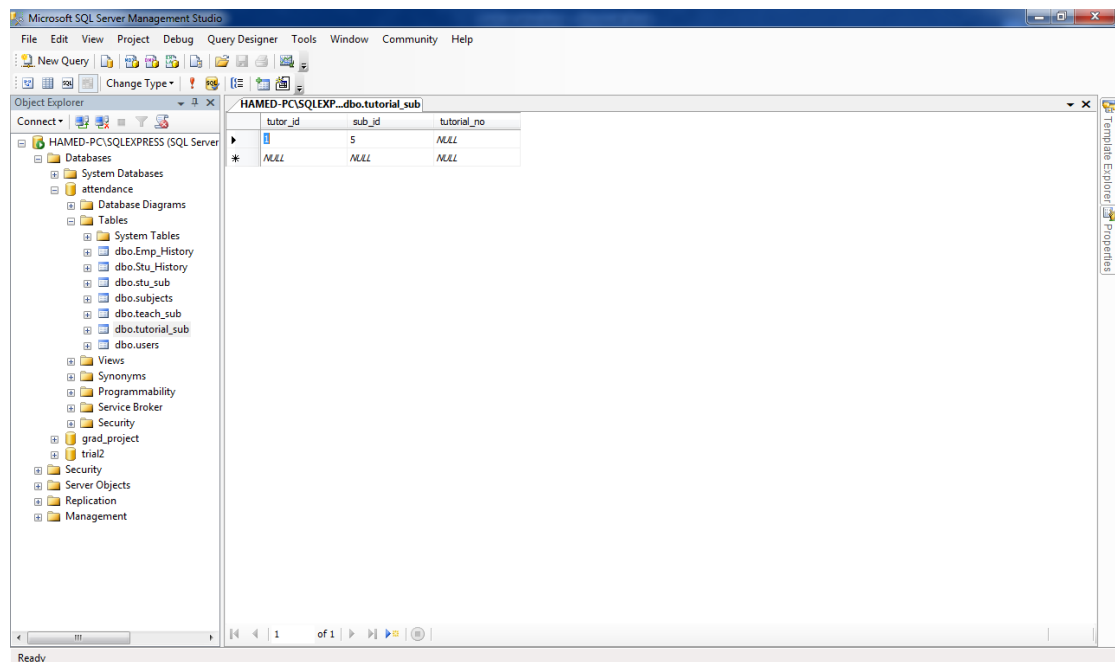 Microsoft SQL Server Management Studio
File Edit View Project Debug Query Designer Tools Window Community Help
New Query
Change Type
Object Explorer
HAMED-PC\SQLEXP...dbo.tutorial_sub
Connect
tutor_id sub_id tutorial_no
1 5 NULL
NULL NULL NULL
HAMED-PC\SQLEXPRESS (SQL Server
Databases
System Databases
attendance
Database Diagrams
Tables
System Tables
dbo.Emp_History
dbo.Stu_History
dbo.stu_sub
dbo.subjects
dbo.teach_sub
dbo.tutorial_sub
dbo.users
Views
Synonyms
Programmability
Service Broker
Security
grad_project
trial2
Security
Server Objects
Replication
Management
Template Explorer
Properties
1 of 1
Ready